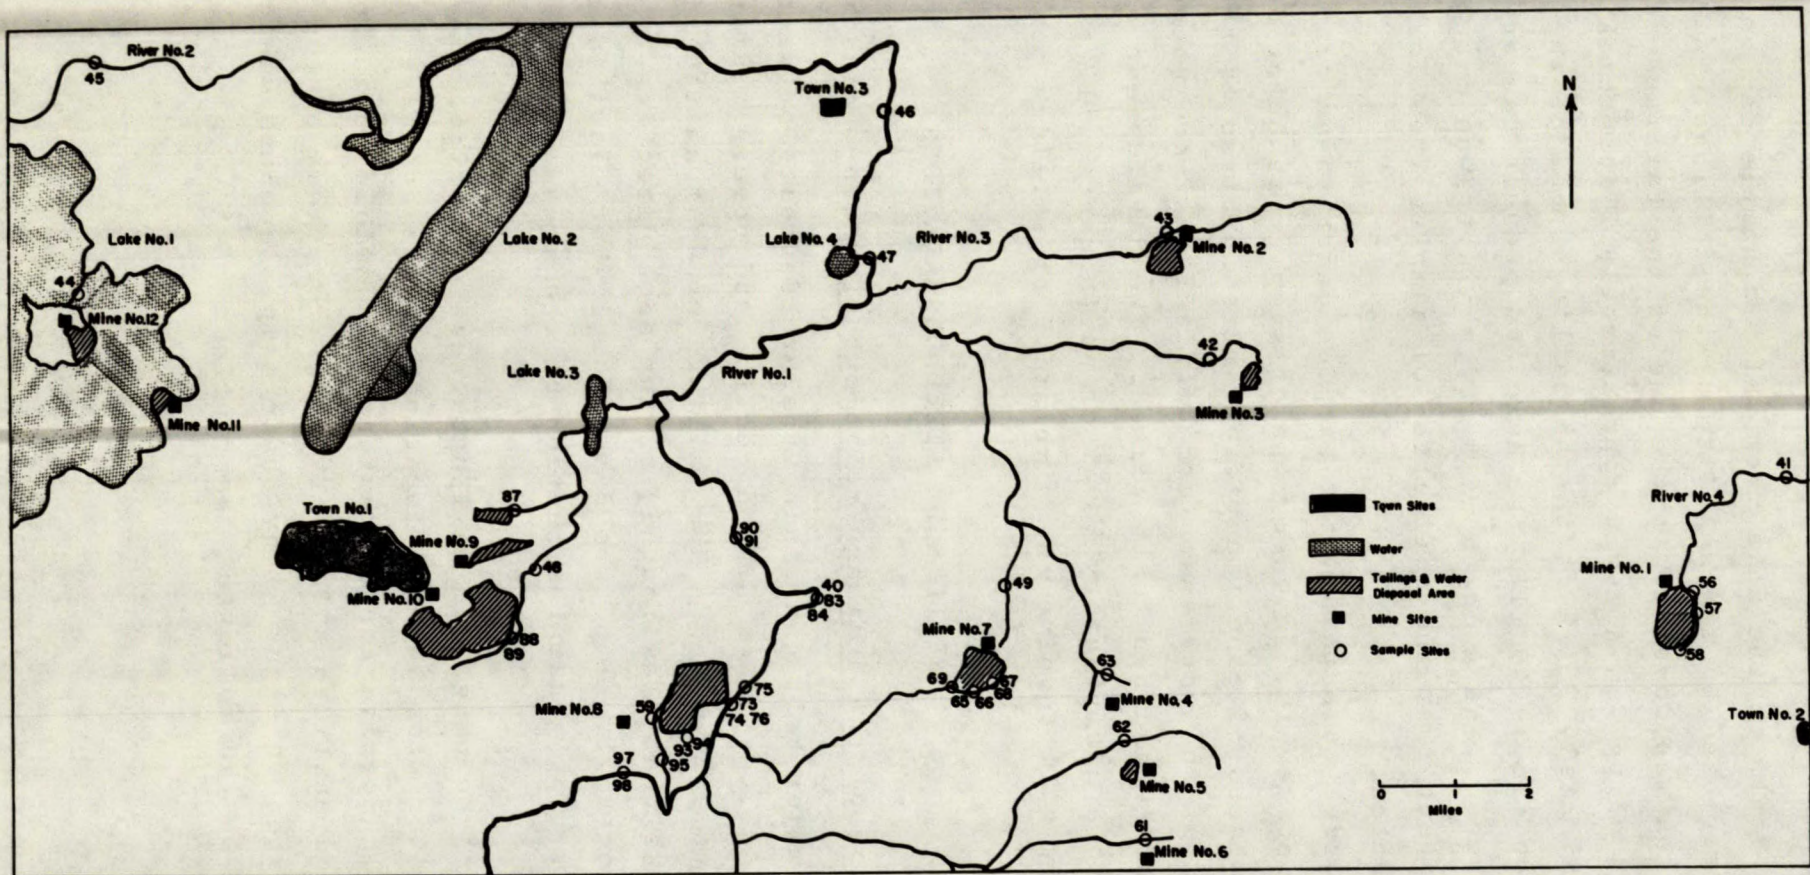 River No.2
45
Town No.3
46
N
Lake No.1
44
Mine No.12
Mine No.11
Lake No. 2
Lake No. 4
47
River No.3
43
Mine No.2
42
Mine No.3
Lake No.3
River No.1
41
River No.4
Mine No.1
56
57
58
Town No. 2
Town No.1
87
Mine No.9
48
Mine No.10
88
89
90
91
40
83
84
49
Mine No.7
69
65
66
67
68
63
Mine No.4
62
Mine No.5
61
Mine No.6
75
73
74 76
59
Mine No.8
93
94
95
97
98
Town Sites
Water
Tailings & Water
Disposal Area
Mine Sites
Sample Sites
0 1 2
Miles